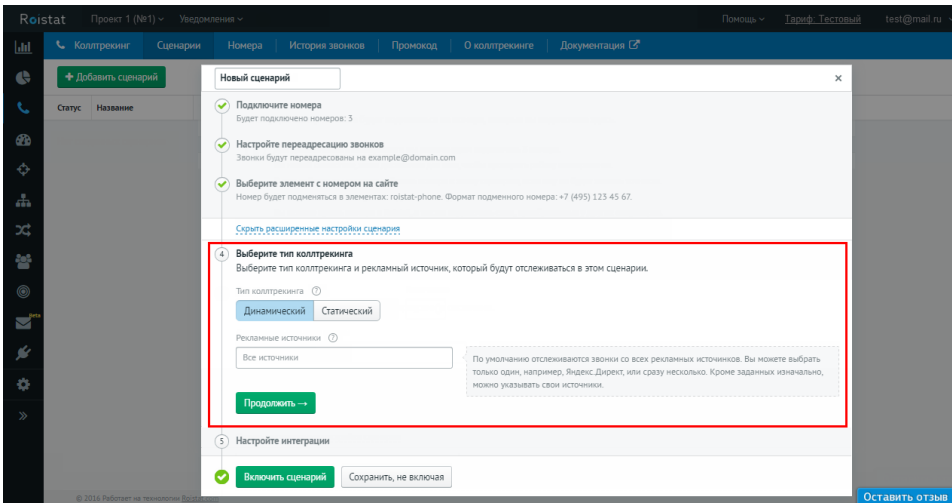 Roistat Проект 1 (№1) Уведомления Помощь Тариф: Тестовый test@mail.ru
Коллтрекинг Сценарии Номера История звонков Промокод О коллтрекинге Документация
+ Добавить сценарий
Новый сценарий ×
Статус Название
Подключите номера
Будет подключено номеров: 3
Настройте переадресацию звонков
Звонки будут переадресованы на example@domain.com
Выберите элемент с номером на сайте
Номер будет подменяться в элементах: roistat-phone. Формат подменного номера: +7 (495) 123 45 67.
Скрыть расширенные настройки сценария
4 Выберите тип коллтрекинга
Выберите тип коллтрекинга и рекламный источник, который будут отслеживаться в этом сценарии.
Тип коллтрекинга ?
Динамический Статический
Рекламные источники ?
Все источники
По умолчанию отслеживаются звонки со всех рекламных источинков. Вы можете выбрать
только один, например, Яндекс.Директ, или сразу несколько. Кроме заданных изначально,
можно указывать свои источники.
Beta
Продолжить →
5 Настройте интеграции
Включить сценарий Сохранить, не включая
© 2016 Работает на технологии
Оставить отзыв